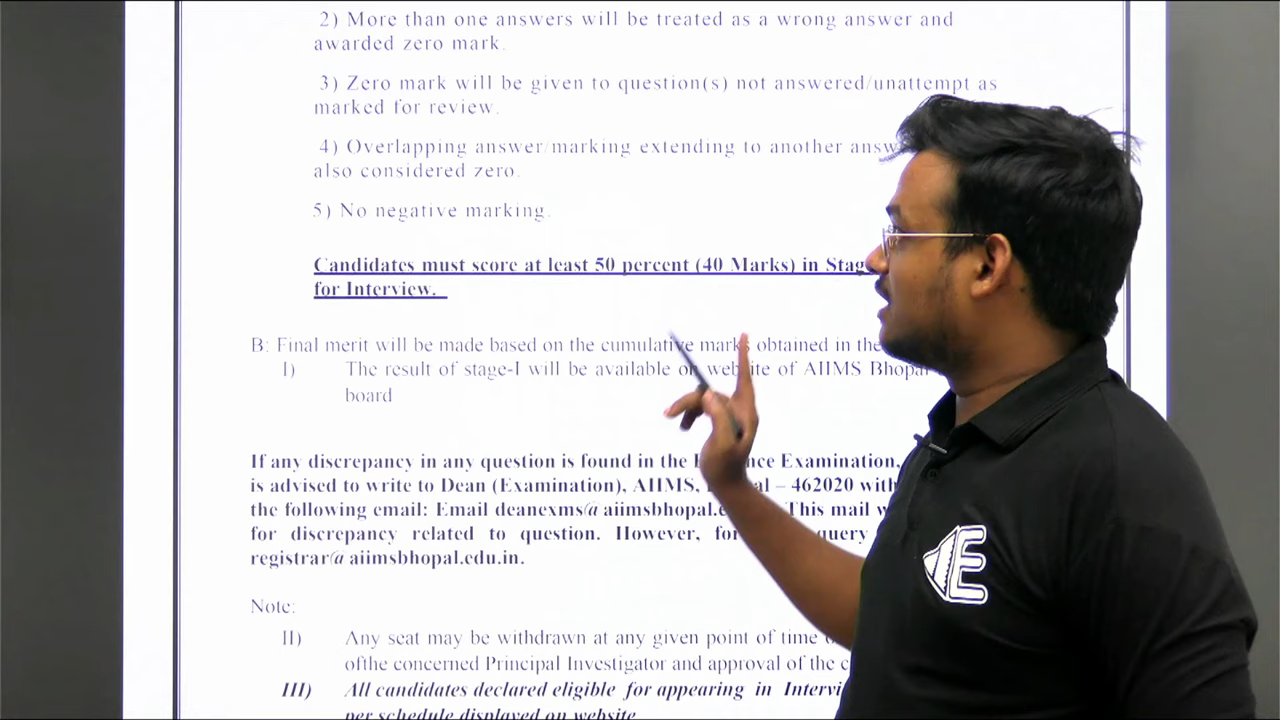 2) More than one answers will be treated as a wrong answer and
awarded zero mark.
3) Zero mark will be given to question(s) not answered/unattempt as
marked for review.
4) Overlapping answer/marking extending to another
also considered zero.
5) No negative marking.
Candidates must score at least 50 percent (40 Marks) in
for Interview.
B: Final merit will be made based on the cumulative marks obtained in the
I) The result of stage-I will be available on website of AIIMS Bhopal
board
If any discrepancy in any question is found in the Examination,
is advised to write to Dean (Examination), AIIMS, – 462020
the following email: Email deanexms@aiimsbhopal. This mail
for discrepancy related to question. However, for query
registrar@aiimsbhopal.edu.in.
Note:
II) Any seat may be withdrawn at any given point of time
ofthe concerned Principal Investigator and approval of the
III) All candidates declared eligible for appearing in
per schedule displayed on website
E